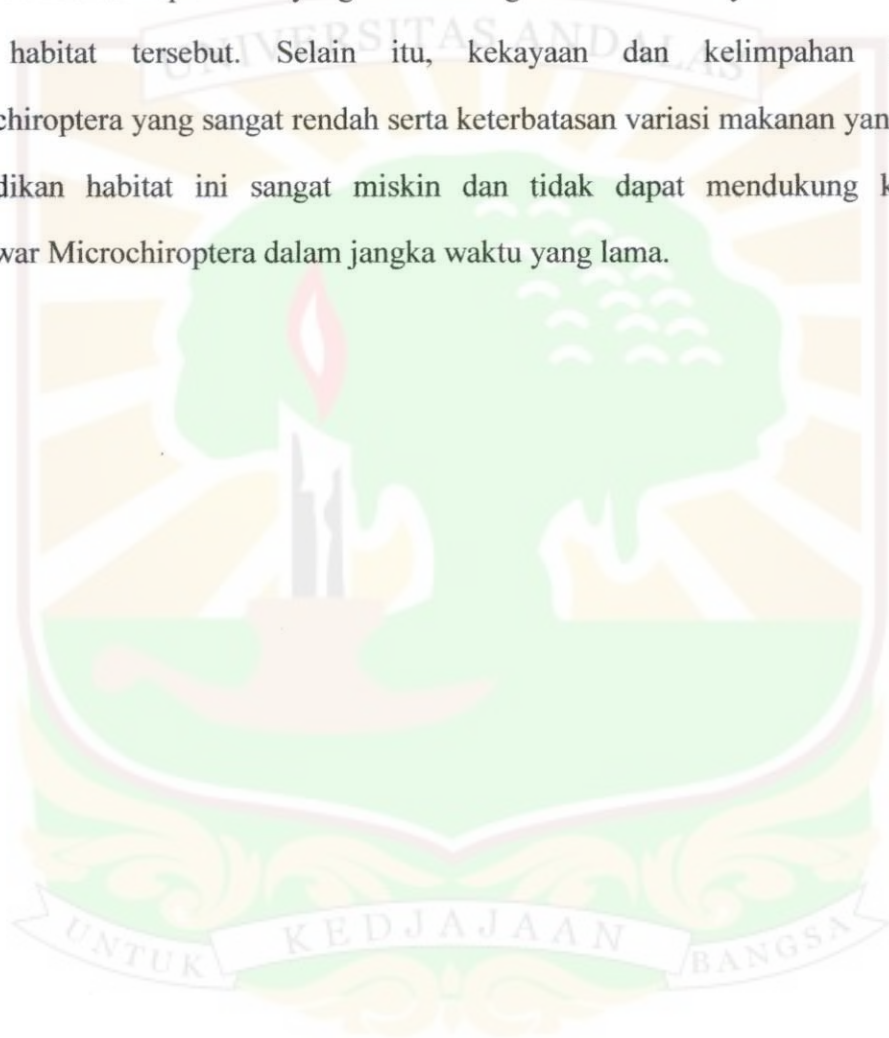 habitat tersebut. Selain itu, kekayaan dan kelimpahan
chiroptera yang sangat rendah serta keterbatasan variasi makanan yan
dikan habitat ini sangat miskin dan tidak dapat mendukung k
war Microchiroptera dalam jangka waktu yang lama.
UNIVERSITAS ANDALAS
UNTUK KEDJAJAAN BANGSA